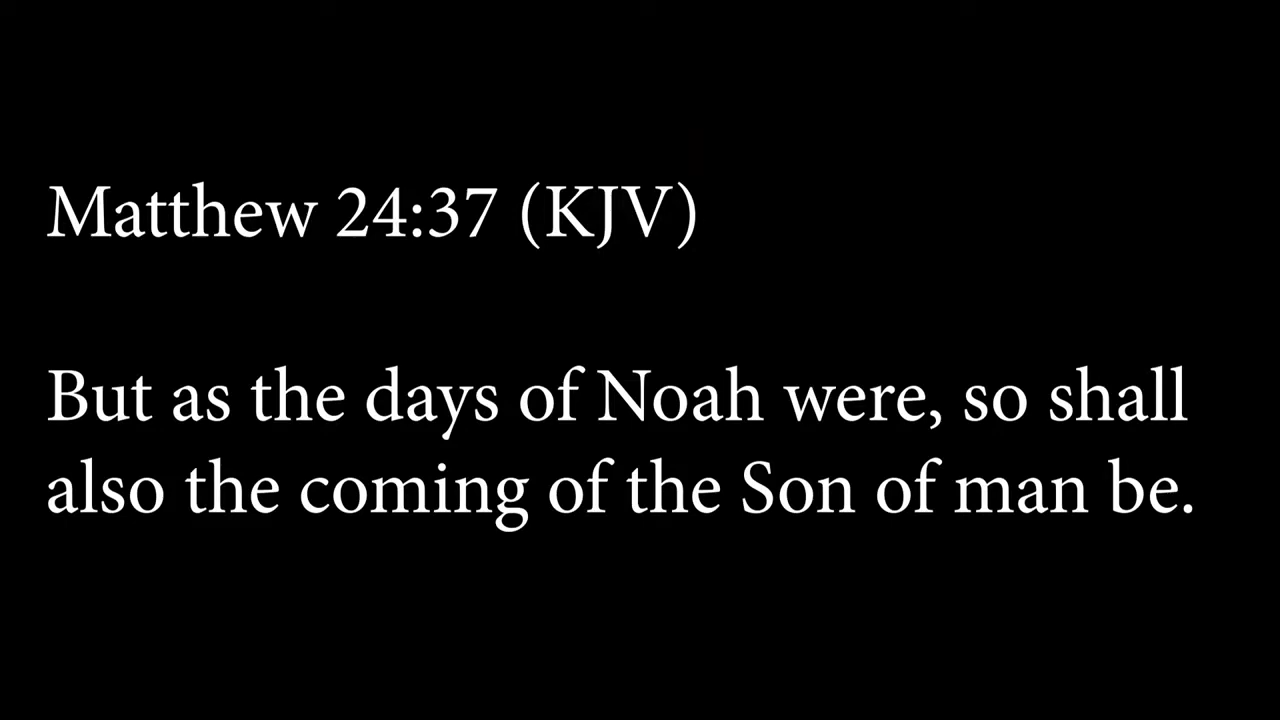 Matthew 24:37 (KJV)
But as the days of Noah were, so shall
also the coming of the Son of man be.